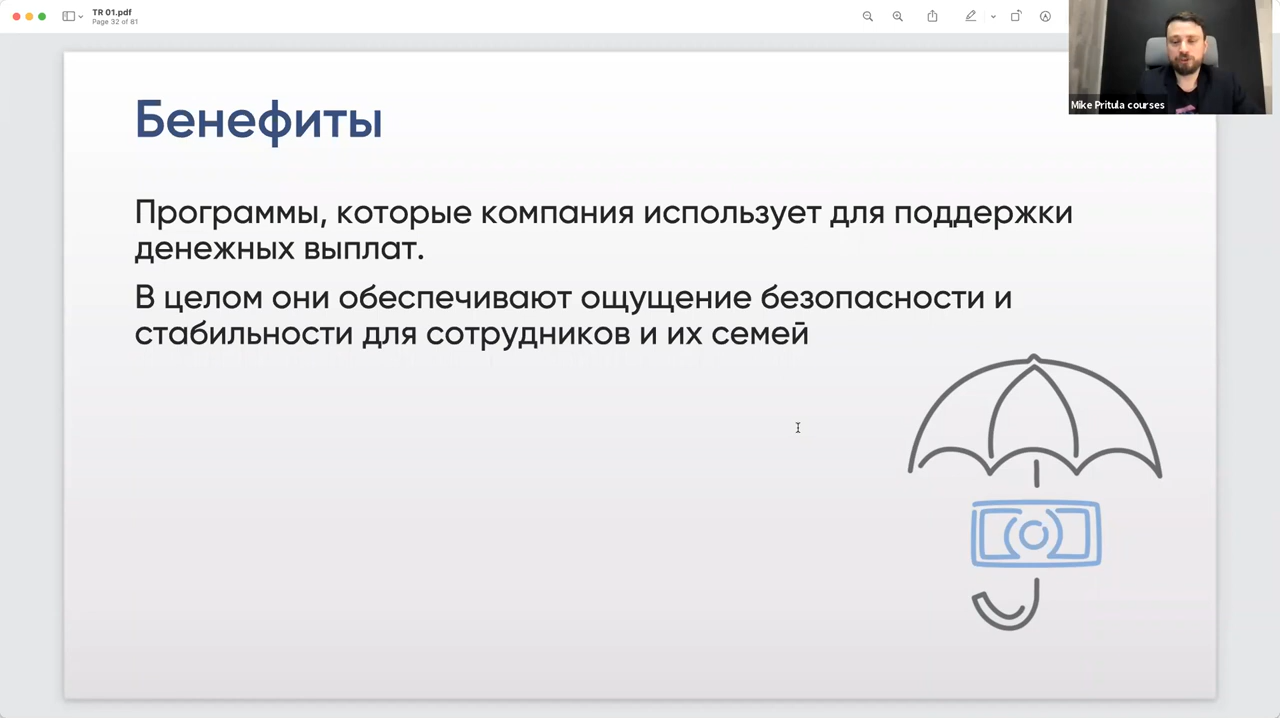 TR 01.pdf
Page 32 of 81
Mike Pritula courses
Бенефиты
Программы, которые компания использует для поддержки
денежных выплат.
В целом они обеспечивают ощущение безопасности и
стабильности для сотрудников и их семей